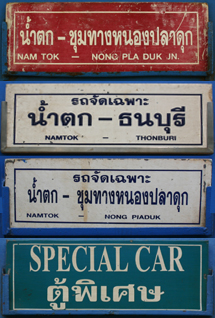 น้ำตก - ชุมทางหนองปลาดุก
NAM TOK - NONG PLA DUK JN.
รถจัดเฉพาะ
น้ำตก - ธนบุรี
NAMTOK - THONBURI
รถจัดเฉพาะ
น้ำตก - ชุมทางหนองปลาดุก
NAMTOK - NONG PLADUK
SPECIAL CAR
ตู้พิเศษ